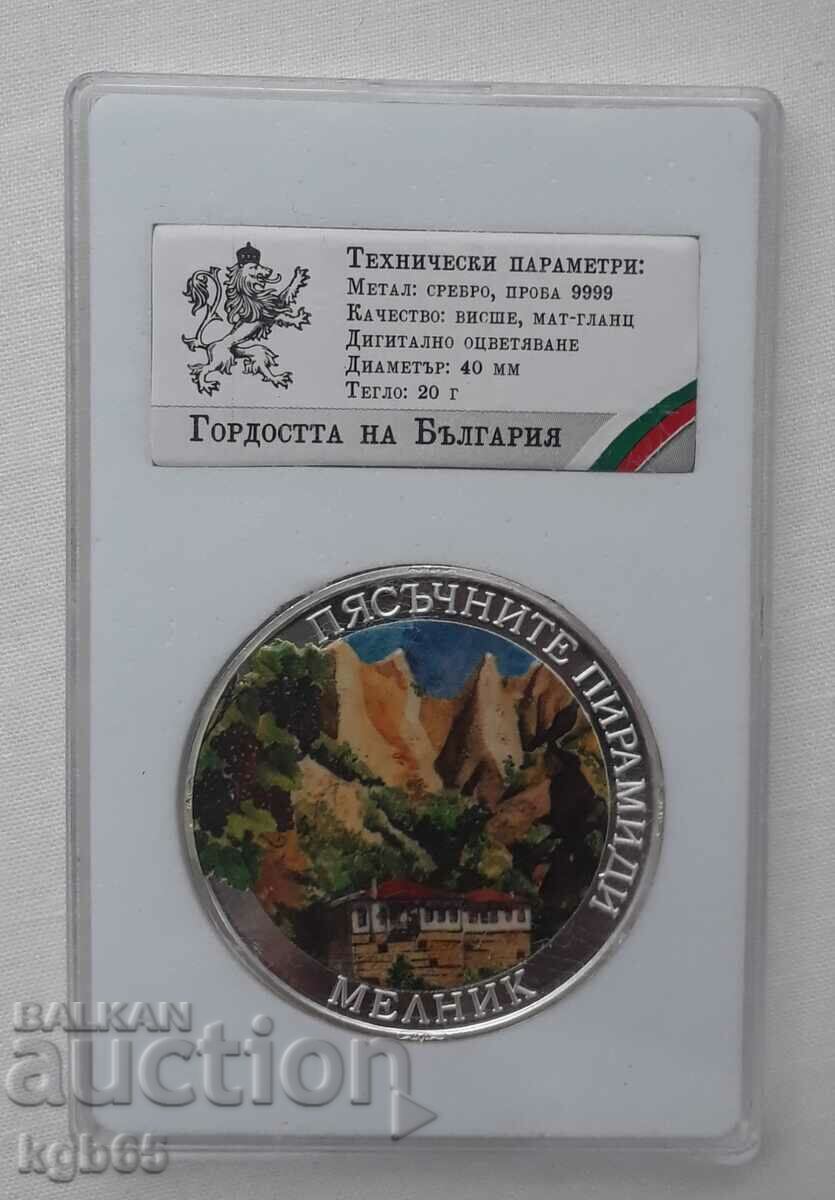 Технически параметри:
Метал: сребро, проба 9999
Качество: висше, мат-гланц
Дигитално оцветяване
Диаметър: 40 мм
Тегло: 20 г
Гордостта на България
ПЯСЪЧНИТЕ ПИРАМИДИ
МЕЛНИК
BALKAN
auction
kgb65